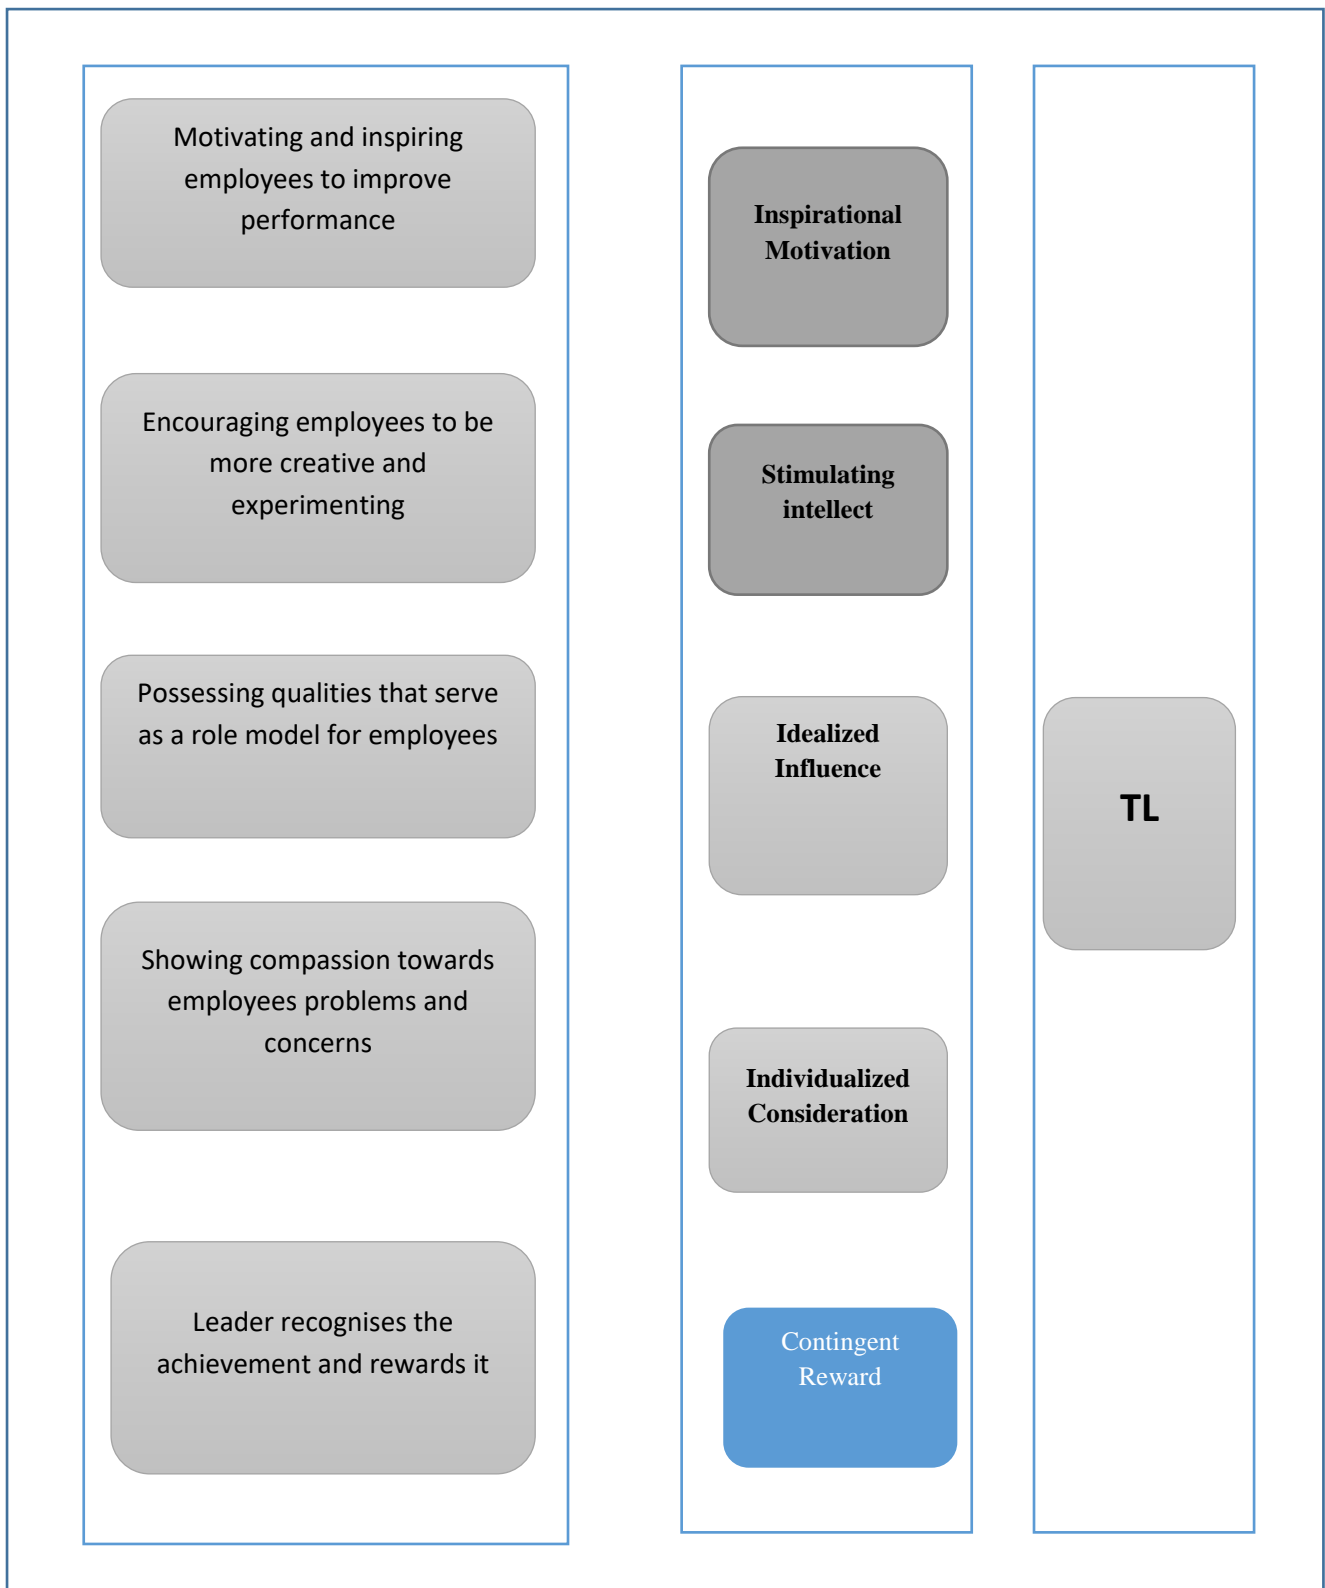 Motivating and inspiring
employees to improve
performance
Encouraging employees to be
more creative and
experimenting
Possessing qualities that serve
as a role model for employees
Showing compassion towards
employees problems and
concerns
Leader recognises the
achievement and rewards it
Inspirational
Motivation
Stimulating
intellect
Idealized
Influence
Individualized
Consideration
Contingent
Reward
TL